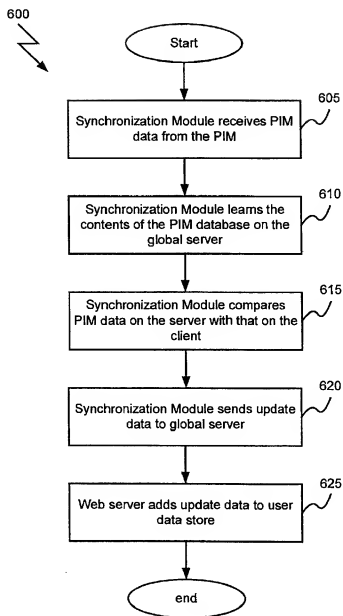 600
Start
605
Synchronization Module receives PIM
data from the PIM
610
Synchronization Module learns the
contents of the PIM database on the
global server
615
Synchronization Module compares
PIM data on the server with that on the
client
620
Synchronization Module sends update
data to global server
625
Web server adds update data to user
data store
end